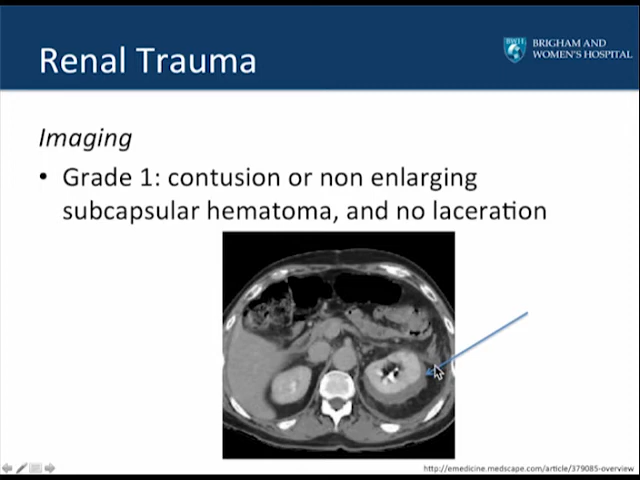 Renal Trauma
BWH
BRIGHAM AND
WOMEN'S HOSPITAL
Imaging
• Grade 1: contusion or non enlarging
subcapsular hematoma, and no laceration
http://emedicine.medscape.com/article/379085-overview